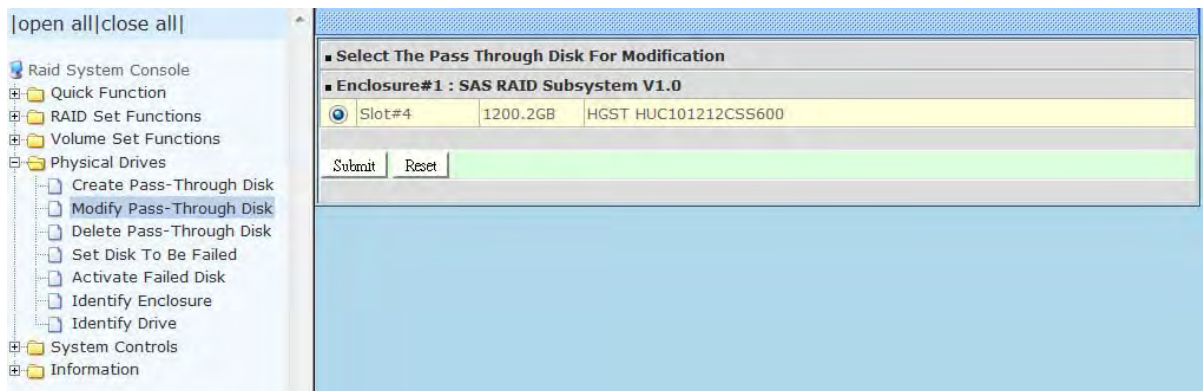 |open all|close all|
Raid System Console
Quick Function
RAID Set Functions
Volume Set Functions
Physical Drives
Create Pass-Through Disk
Modify Pass-Through Disk
Delete Pass-Through Disk
Set Disk To Be Failed
Activate Failed Disk
Identify Enclosure
Identify Drive
System Controls
Information
Select The Pass Through Disk For Modification
Enclosure#1 : SAS RAID Subsystem V1.0
Slot#4 1200.2GB HGST HUC101212CSS600
Submit Reset